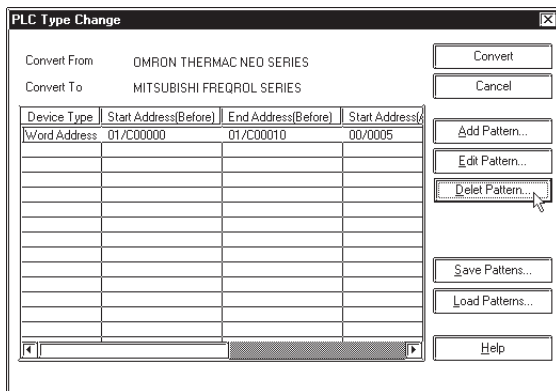 PLC Type Change
Convert From OMRON THERMAC NEO SERIES
Convert To MITSUBISHI FREQROL SERIES
Device Type Start Address(Before) End Address(Before) Start Address(
Word Address 01/C00000 01/C00010 00/0005
Convert
Cancel
Add Pattern...
Edit Pattern...
Delet Pattern...
Save Pattens...
Load Patterns...
Help